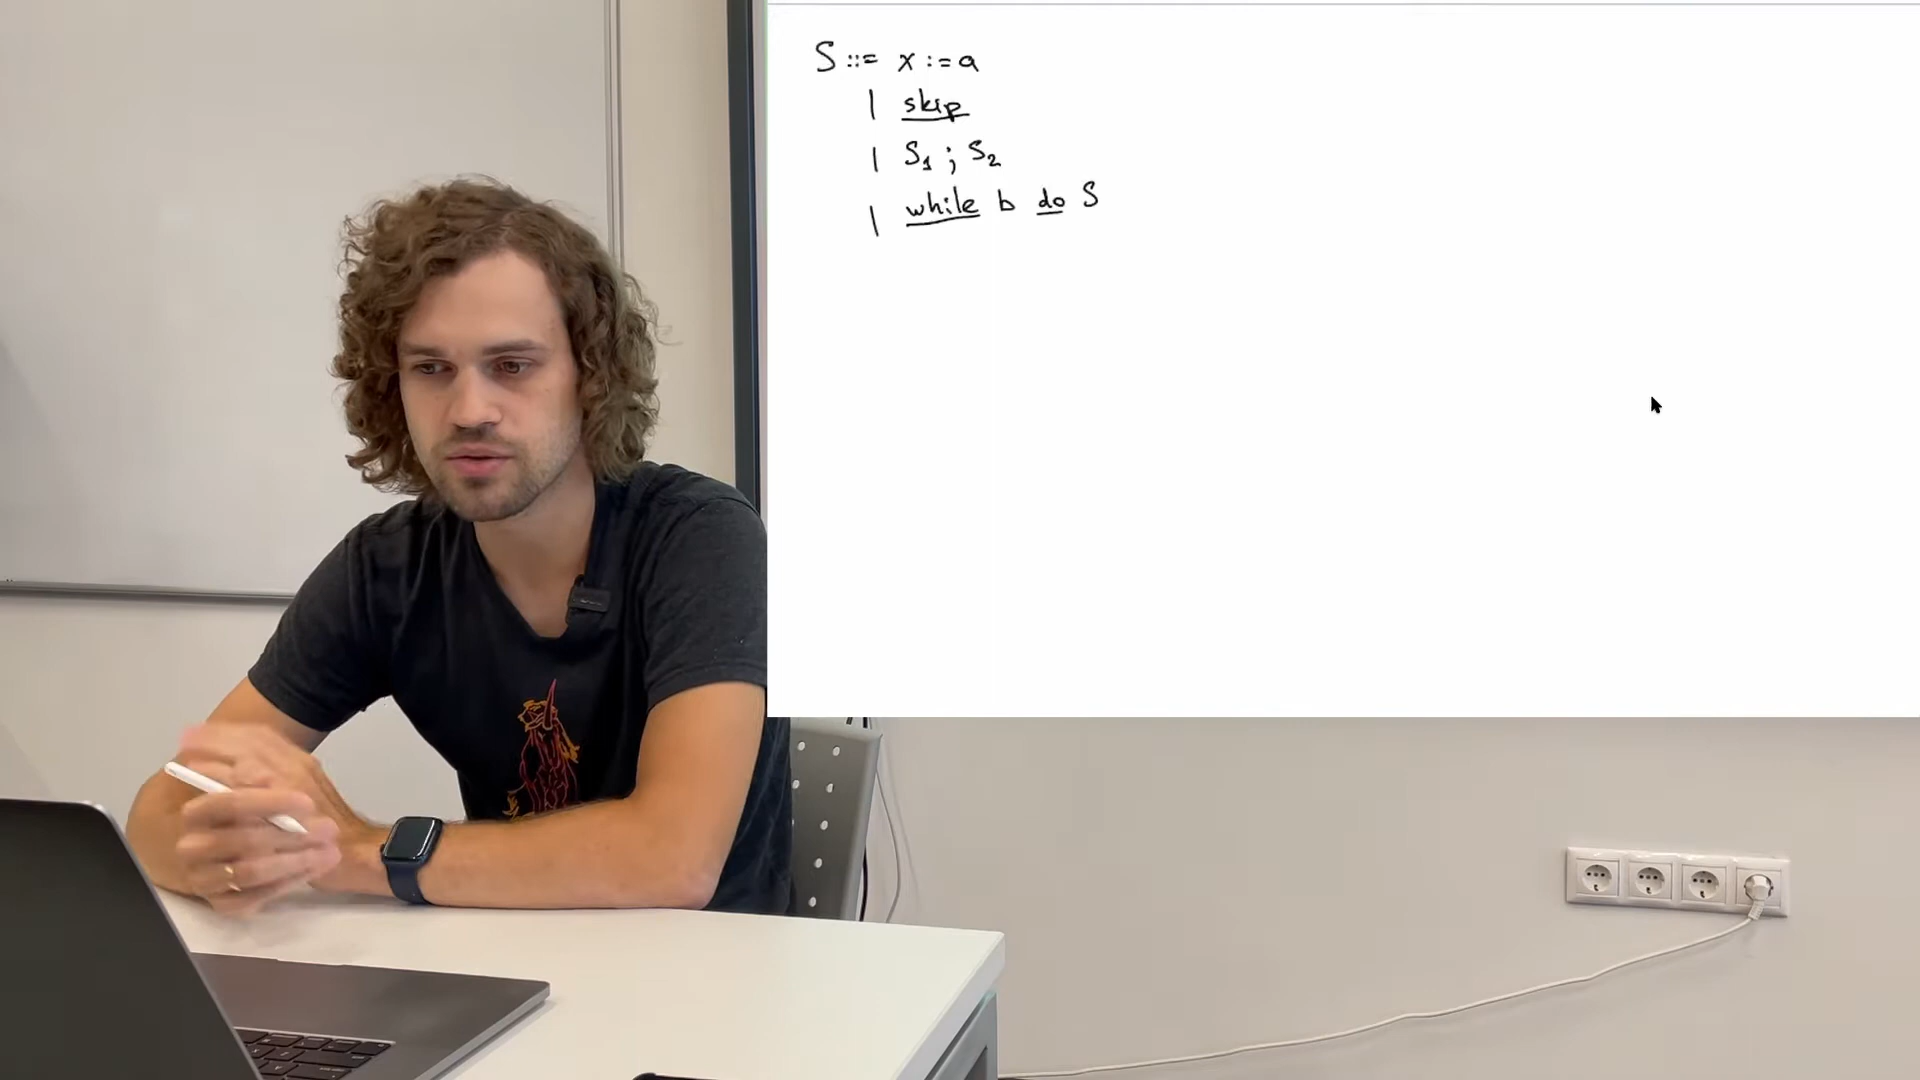 S ::= x := a
| skip
| S₁ ; S₂
| while b do S